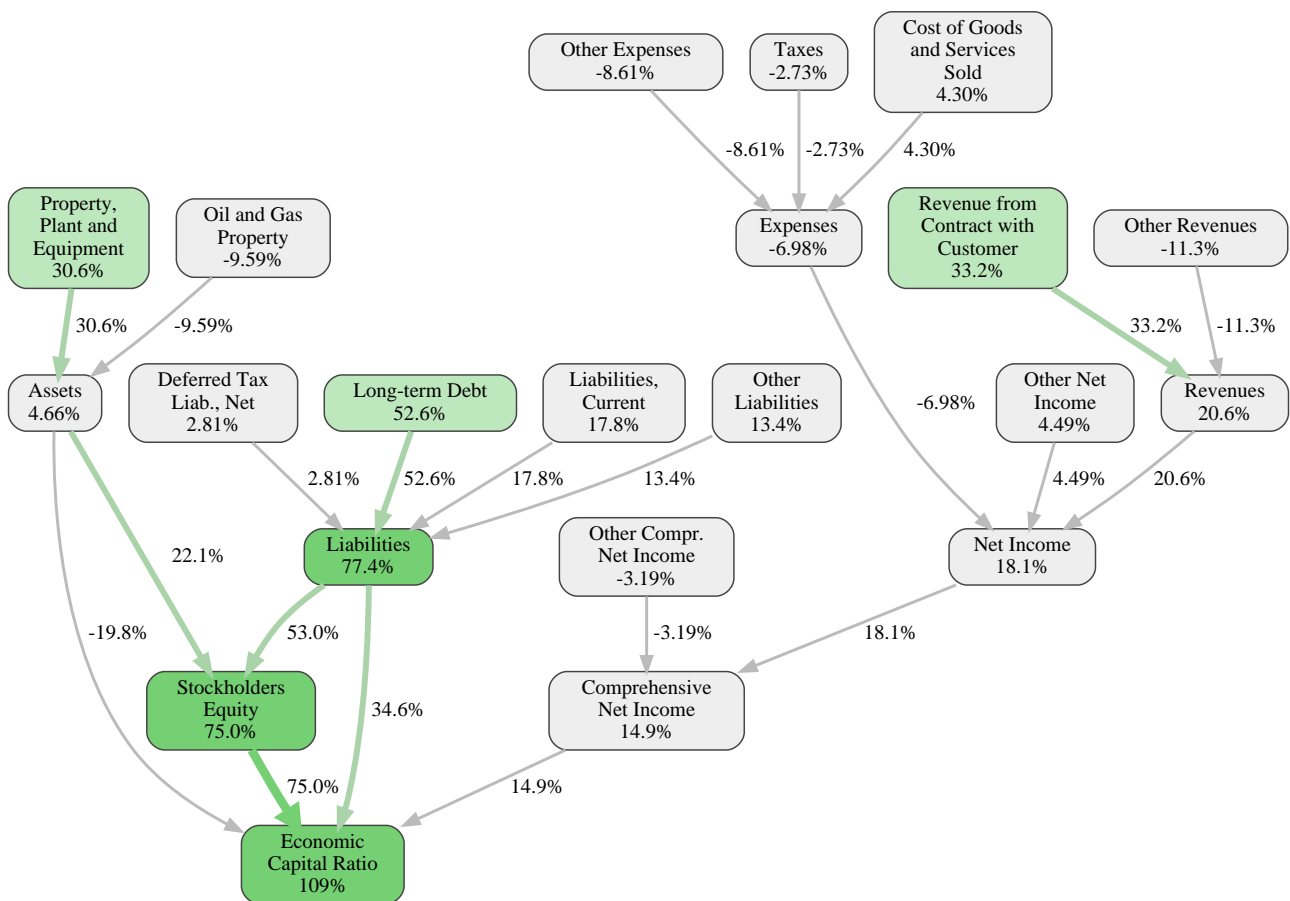 Other Expenses
-8.61%
Taxes
-2.73%
Cost of Goods
and Services
Sold
4.30%
-8.61%
-2.73%
4.30%
Property,
Plant and
Equipment
30.6%
Oil and Gas
Property
-9.59%
Expenses
-6.98%
Revenue from
Contract with
Customer
33.2%
Other Revenues
-11.3%
30.6%
-9.59%
33.2%
-11.3%
Assets
4.66%
Deferred Tax
Liab., Net
2.81%
Long-term Debt
52.6%
Liabilities,
Current
17.8%
Other
Liabilities
13.4%
-6.98%
Other Net
Income
4.49%
Revenues
20.6%
2.81%
52.6%
17.8%
13.4%
4.49%
20.6%
22.1%
Liabilities
77.4%
Other Compr.
Net Income
-3.19%
Net Income
18.1%
-19.8%
53.0%
-3.19%
18.1%
Stockholders
Equity
75.0%
34.6%
Comprehensive
Net Income
14.9%
75.0%
14.9%
Economic
Capital Ratio
109%